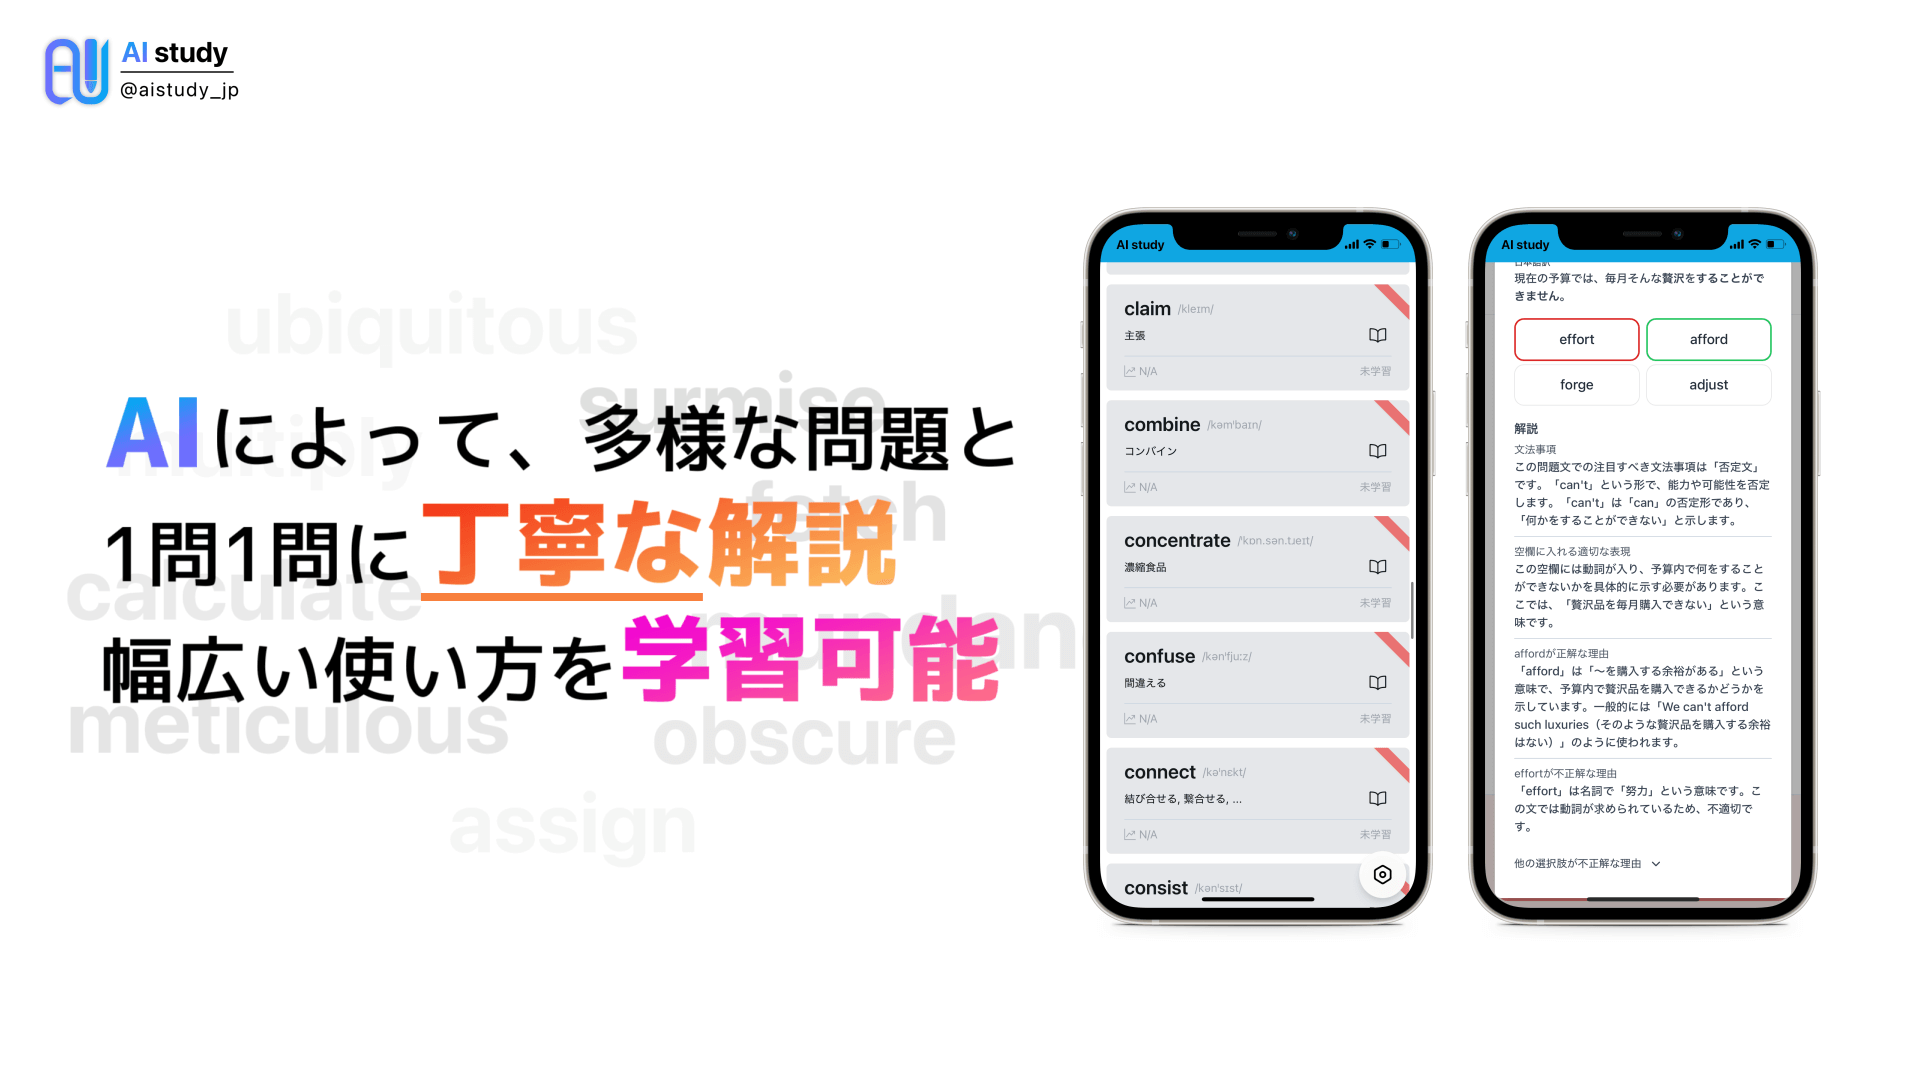 AI study
@aistudy_jp
ubiquitous
surmise
multiply
AIによって、多様な問題と
fetch
1問1問に丁寧な解説
calculate
mundan
幅広い使い方を学習可能
meticulous
obscure
assign
AI study
claim /kleɪm/
主張
N/A 未学習
combine /kəmˈbaɪn/
コンバイン
N/A 未学習
concentrate /ˈkɒn.sən.tɹeɪt/
濃縮食品
N/A 未学習
confuse /kənˈfjuːz/
間違える
N/A 未学習
connect /kəˈnɛkt/
結び合せる, 繋合せる, ...
N/A 未学習
consist /kənˈsɪst/
AI study
日本語訳
現在の予算では、毎月そんな贅沢をすることがで
きません。
effort afford
forge adjust
解説
文法事項
この問題文での注目すべき文法事項は「否定文」
です。「can't」という形で、能力や可能性を否定
します。「can't」は「can」の否定形であり、
「何かをすることができない」と示します。
空欄に入れる適切な表現
この空欄には動詞が入り、予算内で何をすること
ができないかを具体的に示す必要があります。こ
こでは、「贅沢品を毎月購入できない」という意
味です。
affordが正解な理由
「afford」は「〜を購入する余裕がある」という
意味で、予算内で贅沢品を購入できるかどうかを
示しています。一般的には「We can't afford
such luxuries（そのような贅沢品を購入する余裕
はない）」のように使われます。
effortが不正解な理由
「effort」は名詞で「努力」という意味です。こ
の文では動詞が求められているため、不適切で
す。
他の選択肢が不正解な理由